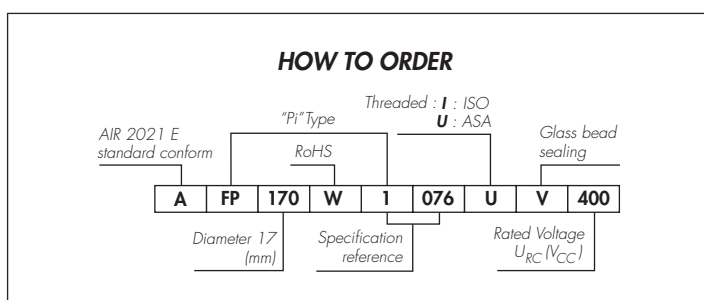 HOW TO ORDER
Threaded : I : ISO
U : ASA
"Pi" Type
AIR 2021 E
standard conform
RoHS
Glass bead
sealing
A FP 170 W 1 076 U V 400
Diameter 17
(mm)
Specification
reference
Rated Voltage
URC (VCC)